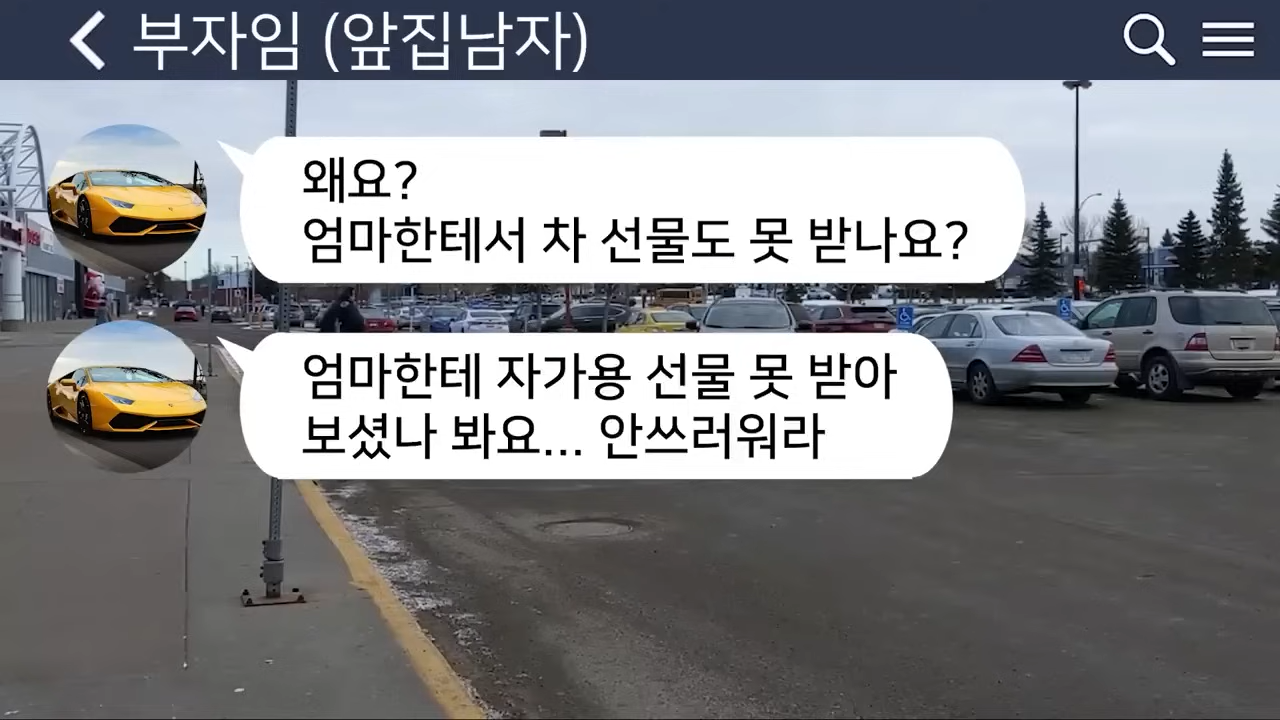 부자임 (앞집남자)
왜요?
엄마한테서 차 선물도 못 받나요?
엄마한테 자가용 선물 못 받아
보셨나 봐요... 안쓰러워라